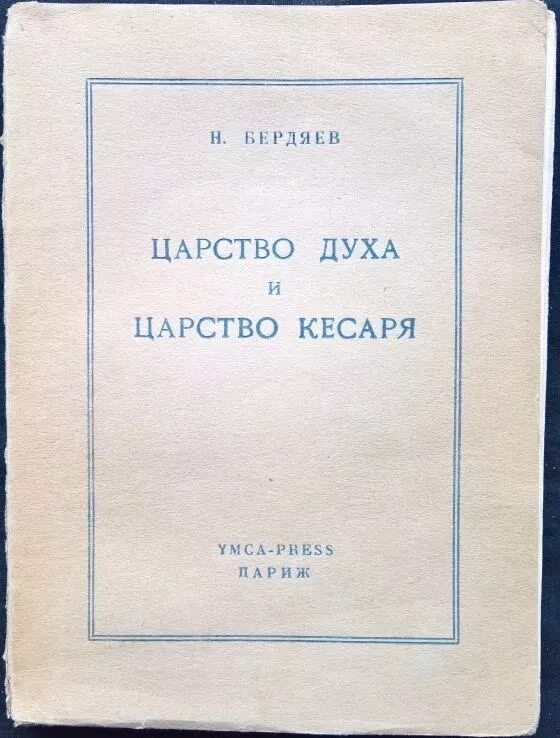 Н. БЕРДЯЕВ
ЦАРСТВО ДУХА
и
ЦАРСТВО КЕСАРЯ
YMCA-PRESS
ПАРИЖ